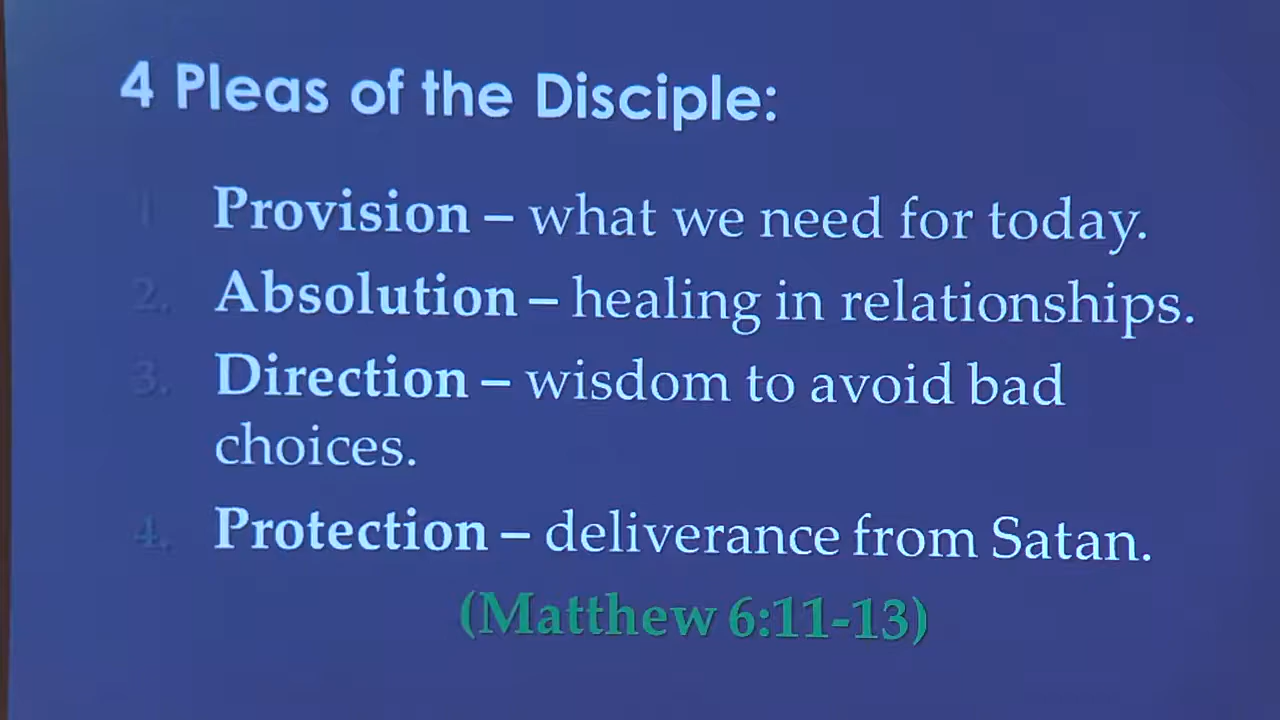 4 Pleas of the Disciple:
1 Provision – what we need for today.
2. Absolution – healing in relationships.
3. Direction – wisdom to avoid bad
choices.
4. Protection – deliverance from Satan.
(Matthew 6:11-13)